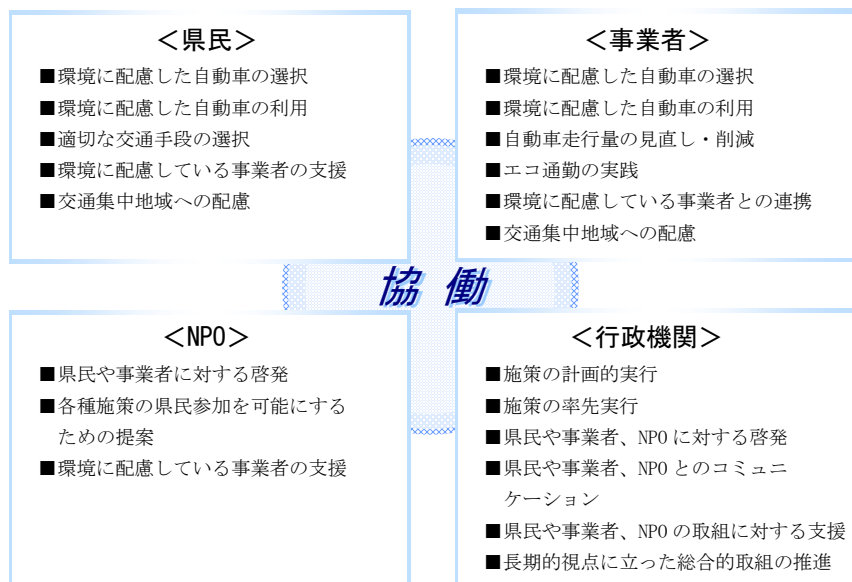 ＜県民＞
■環境に配慮した自動車の選択
■環境に配慮した自動車の利用
■適切な交通手段の選択
■環境に配慮している事業者の支援
■交通集中地域への配慮
＜事業者＞
■環境に配慮した自動車の選択
■環境に配慮した自動車の利用
■自動車走行量の見直し・削減
■エコ通勤の実践
■環境に配慮している事業者との連携
■交通集中地域への配慮
協 働
＜NPO＞
■県民や事業者に対する啓発
■各種施策の県民参加を可能にする
ための提案
■環境に配慮している事業者の支援
＜行政機関＞
■施策の計画的実行
■施策の率先実行
■県民や事業者、NPO に対する啓発
■県民や事業者、NPO とのコミュニ
ケーション
■県民や事業者、NPO の取組に対する支援
■長期的視点に立った総合的取組の推進